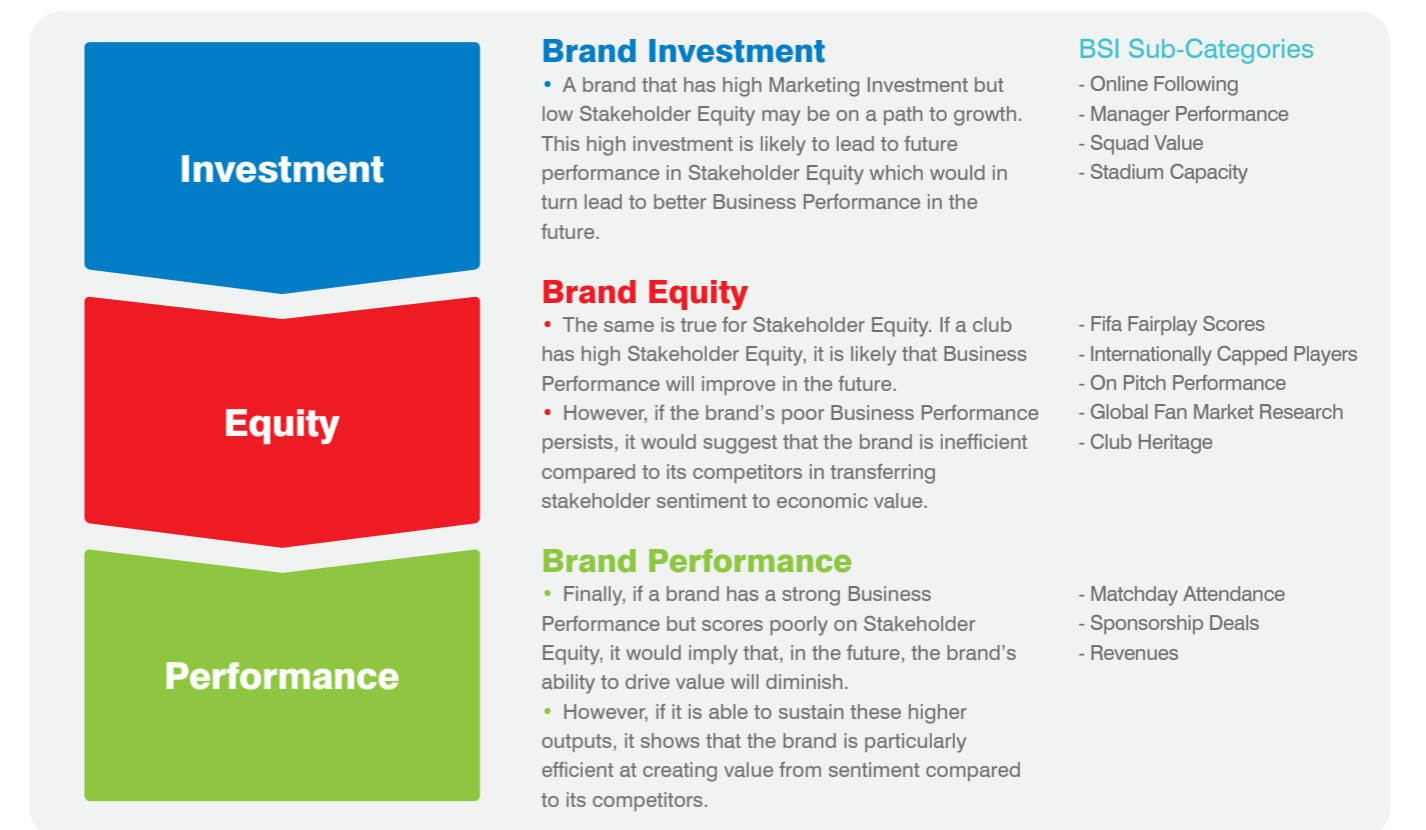 Investment
Brand Investment
• A brand that has high Marketing Investment but
low Stakeholder Equity may be on a path to growth.
This high investment is likely to lead to future
performance in Stakeholder Equity which would in
turn lead to better Business Performance in the
future.
BSI Sub-Categories
- Online Following
- Manager Performance
- Squad Value
- Stadium Capacity
Equity
Brand Equity
• The same is true for Stakeholder Equity. If a club
has high Stakeholder Equity, it is likely that Business
Performance will improve in the future.
• However, if the brand’s poor Business Performance
persists, it would suggest that the brand is inefficient
compared to its competitors in transferring
stakeholder sentiment to economic value.
- Fifa Fairplay Scores
- Internationally Capped Players
- On Pitch Performance
- Global Fan Market Research
- Club Heritage
Performance
Brand Performance
• Finally, if a brand has a strong Business
Performance but scores poorly on Stakeholder
Equity, it would imply that, in the future, the brand’s
ability to drive value will diminish.
• However, if it is able to sustain these higher
outputs, it shows that the brand is particularly
efficient at creating value from sentiment compared
to its competitors.
- Matchday Attendance
- Sponsorship Deals
- Revenues